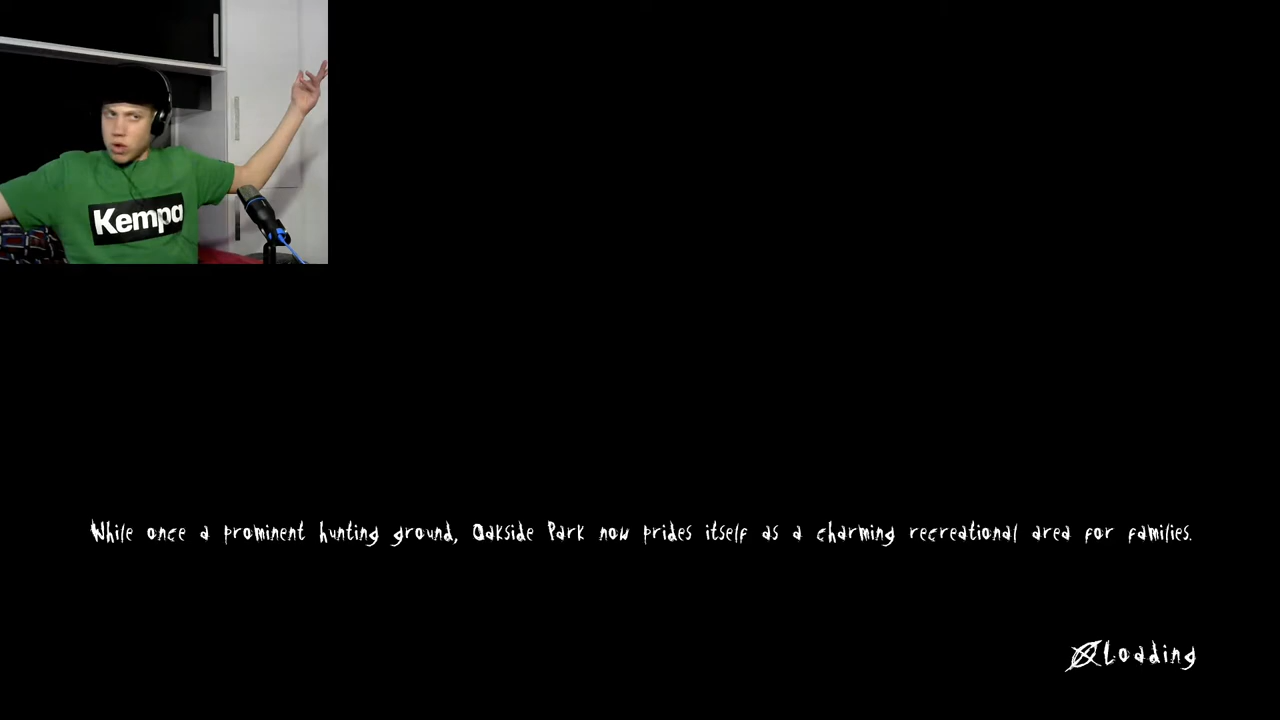 Kempa
While once a prominent hunting ground, Oakside Park now prides itself as a charming recreational area for families.
Loading